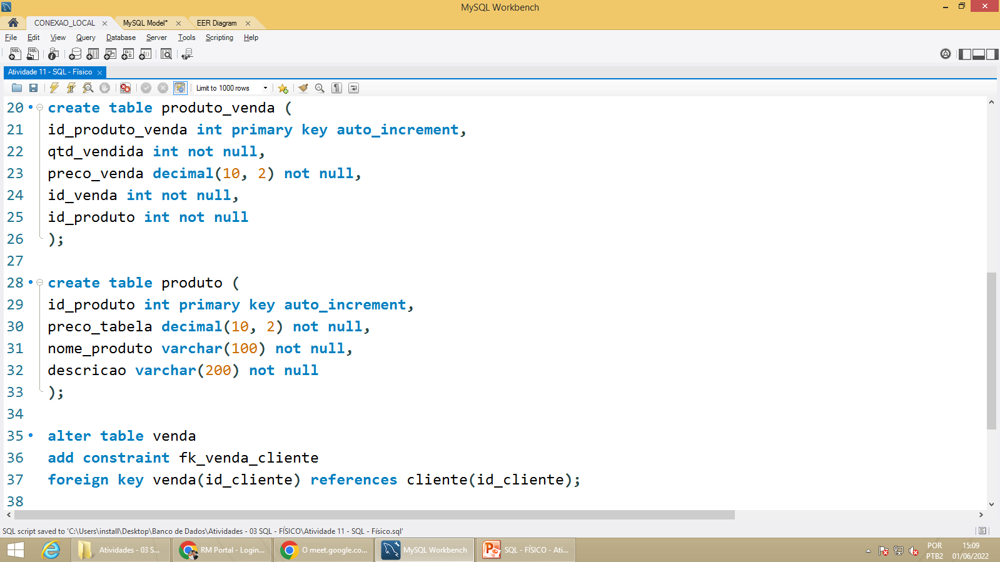 MySQL Workbench
CONEXAO_LOCAL
MySQL Model*
EER Diagram
File Edit View Query Database Server Tools Scripting Help
Atividade 11 - SQL - Físico
Limit to 1000 rows
20 create table produto_venda (
21 id_produto_venda int primary key auto_increment,
22 qtd_vendida int not null,
23 preco_venda decimal(10, 2) not null,
24 id_venda int not null,
25 id_produto int not null
26 );
27
28 create table produto (
29 id_produto int primary key auto_increment,
30 preco_tabela decimal(10, 2) not null,
31 nome_produto varchar(100) not null,
32 descricao varchar(200) not null
33 );
34
35 alter table venda
36 add constraint fk_venda_cliente
37 foreign key venda(id_cliente) references cliente(id_cliente);
38
SQL script saved to 'C:\Users\install\Desktop\Banco de Dados\Atividades - 03 SQL - FÍSICO\Atividade 11 - SQL - Físico.sql'
Atividades - 03 S...
RM Portal - Login...
O meet.google.co...
MySQL Workbench
SQL - FÍSICO - Ati...
POR
PTB2
15:09
01/06/2022